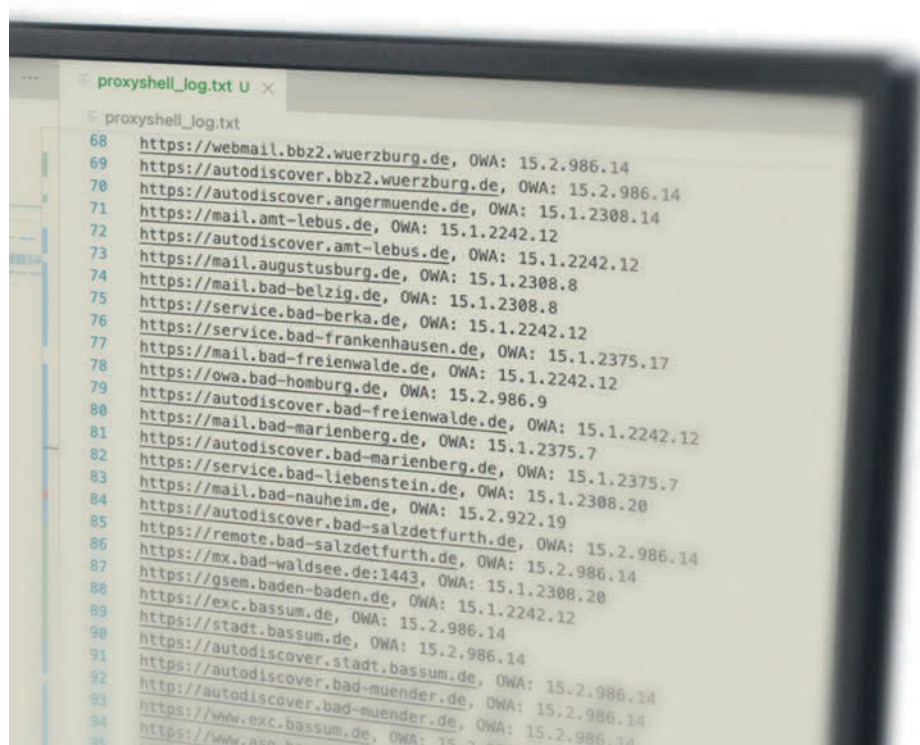 ... proxyshell_log.txt U ×
proxyshell_log.txt
68 https://webmail.bbz2.wuerzburg.de, OWA: 15.2.986.14
69 https://autodiscover.bbz2.wuerzburg.de, OWA: 15.2.986.14
70 https://autodiscover.angermuende.de, OWA: 15.1.2308.14
71 https://mail.amt-lebus.de, OWA: 15.1.2242.12
72 https://autodiscover.amt-lebus.de, OWA: 15.1.2242.12
73 https://mail.augustusburg.de, OWA: 15.1.2308.8
74 https://mail.bad-belzig.de, OWA: 15.1.2308.8
75 https://service.bad-berka.de, OWA: 15.1.2242.12
76 https://service.bad-frankenhausen.de, OWA: 15.1.2375.17
77 https://mail.bad-freienwalde.de, OWA: 15.1.2242.12
78 https://owa.bad-homburg.de, OWA: 15.2.986.9
79 https://autodiscover.bad-freienwalde.de, OWA: 15.1.2242.12
80 https://mail.bad-marienberg.de, OWA: 15.1.2375.7
81 https://autodiscover.bad-marienberg.de, OWA: 15.1.2375.7
82 https://service.bad-liebenstein.de, OWA: 15.1.2308.20
83 https://mail.bad-nauheim.de, OWA: 15.2.922.19
84 https://autodiscover.bad-salzdetfurth.de, OWA: 15.2.986.14
85 https://remote.bad-salzdetfurth.de, OWA: 15.2.986.14
86 https://mx.bad-waldsee.de:1443, OWA: 15.1.2308.20
87 https://gsem.baden-baden.de, OWA: 15.1.2242.12
88 https://exc.bassum.de, OWA: 15.2.986.14
89 https://stadt.bassum.de, OWA: 15.2.986.14
90 https://autodiscover.stadt.bassum.de, OWA: 15.2.986.14
91 https://autodiscover.bad-muender.de, OWA: 15.2.986.14
92 http://autodiscover.bad-muender.de, OWA: 15.2.986.14
93 https://www.exc.bassum.de, OWA:
94
95